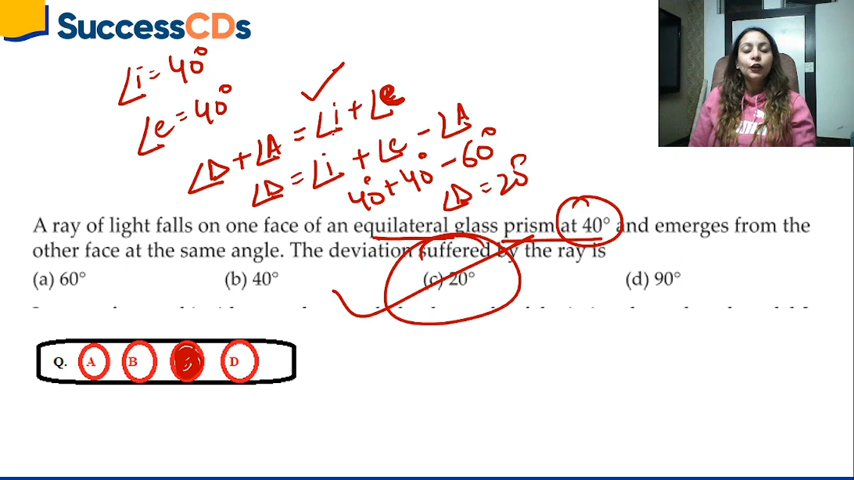 SuccessCDs
∠i = 40°
∠e = 40°
∠D + ∠A = ∠i + ∠e
∠D = ∠i + ∠e - ∠A
40° + 40° - 60°
∠D = 20°
A ray of light falls on one face of an equilateral glass prism at 40° and emerges from the
other face at the same angle. The deviation suffered by the ray is
(a) 60° (b) 40° (c) 20° (d) 90°
Q. A B D